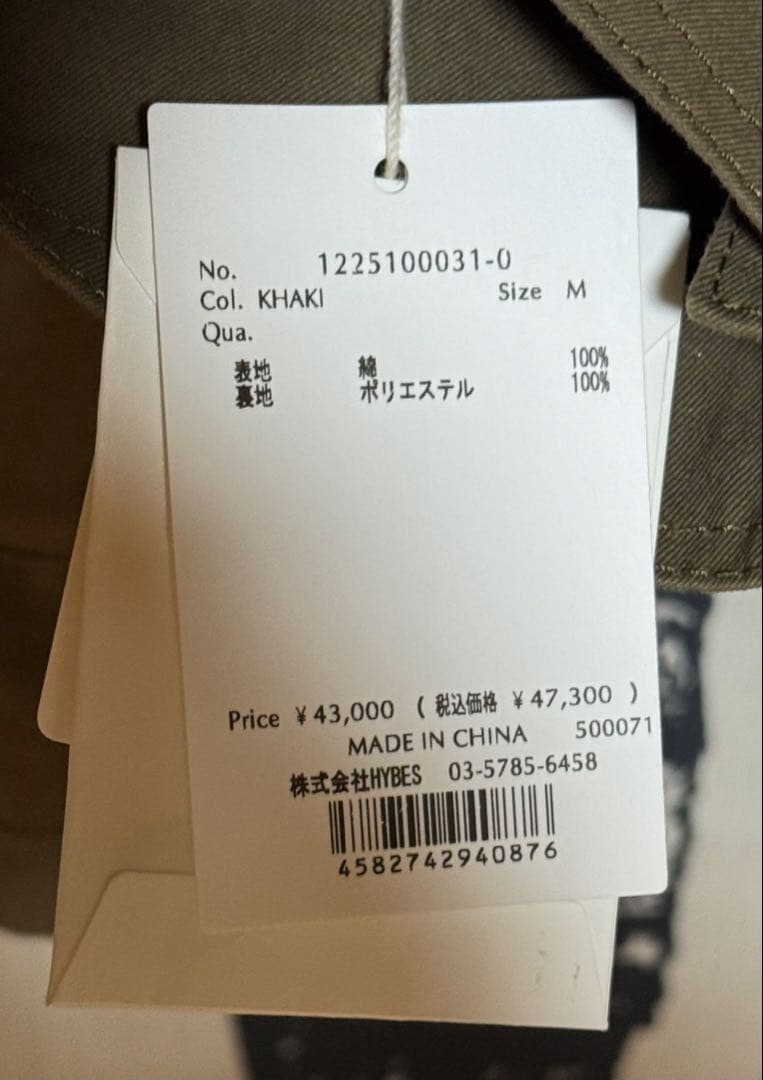 No. 1225100031-0
Col. KHAKI Size M
Qua.
表地 綿 100%
裏地 ポリエステル 100%
Price ¥43,000 ( 税込価格 ¥47,300 )
MADE IN CHINA 500071
株式会社HYBES 03-5785-6458
4582742940876